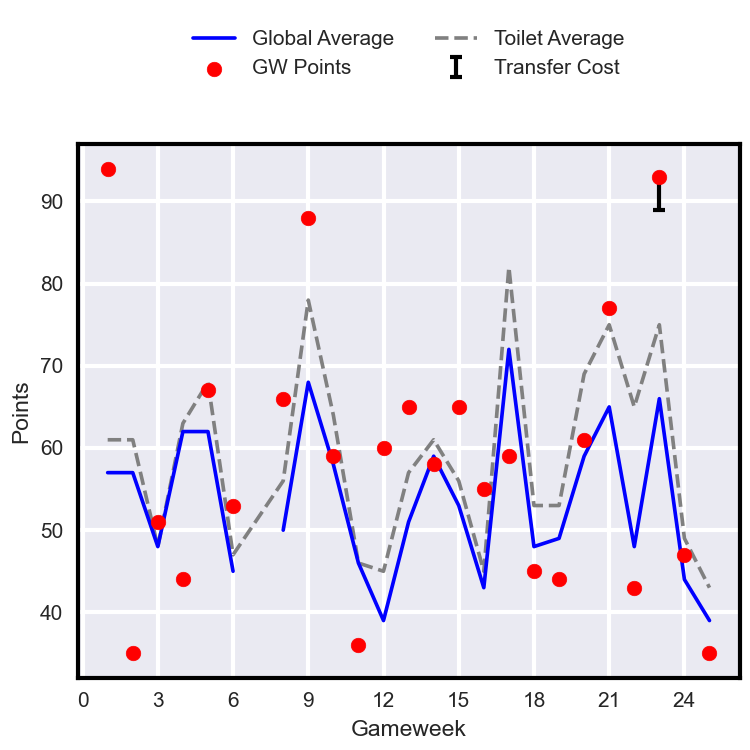 Global Average
Toilet Average
GW Points
Transfer Cost
90
80
70
60
50
40
Points
0 3 6 9 12 15 18 21 24
Gameweek